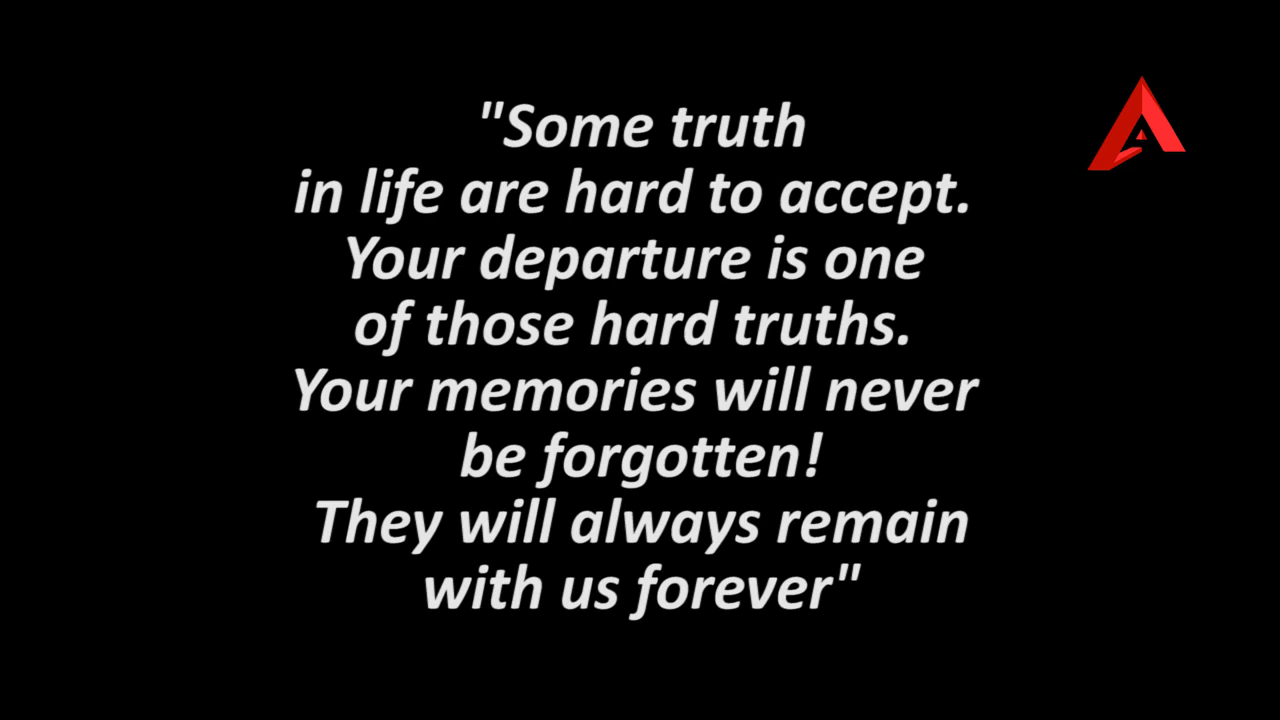 "Some truth
in life are hard to accept.
Your departure is one
of those hard truths.
Your memories will never
be forgotten!
They will always remain
with us forever"